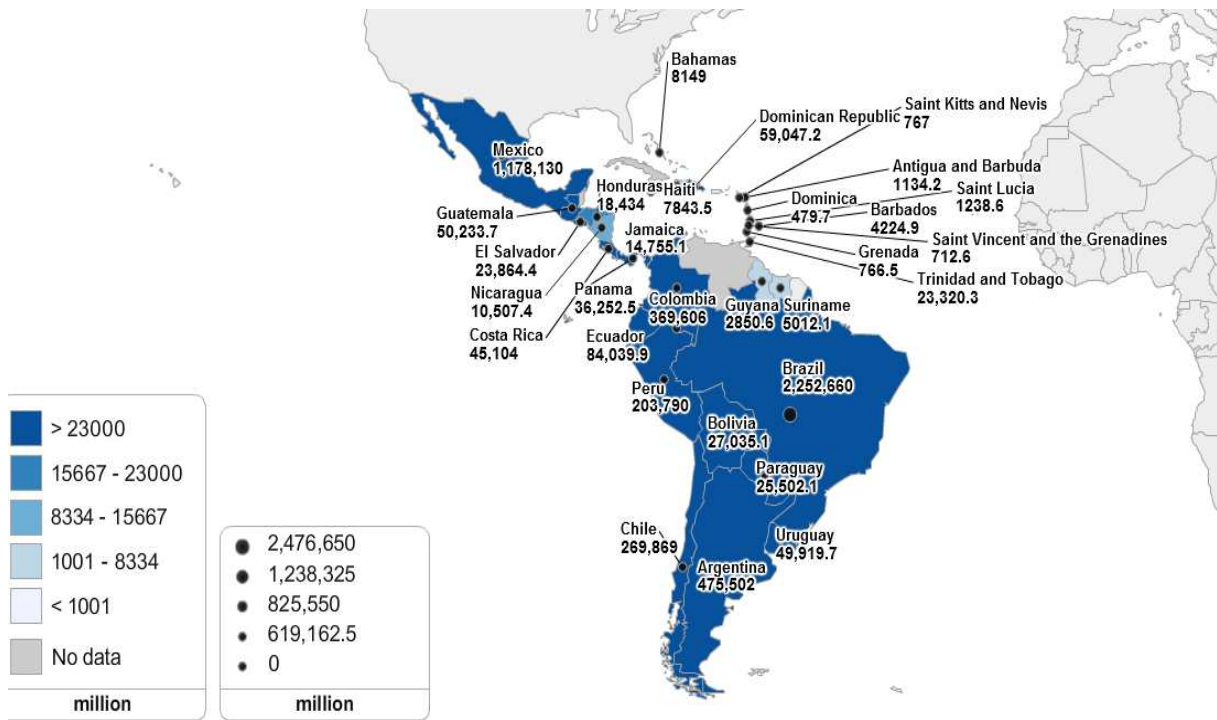 Bahamas
8149
Saint Kitts and Nevis
767
Dominican Republic
59,047.2
Mexico
1,178,130
Antigua and Barbuda
1134.2
Honduras
18,434
Haiti
7843.5
Dominica
479.7
Saint Lucia
1238.6
Guatemala
50,233.7
Barbados
4224.9
Jamaica
14,755.1
Saint Vincent and the Grenadines
712.6
El Salvador
23,864.4
Grenada
766.5
Trinidad and Tobago
23,320.3
Nicaragua
10,507.4
Panama
36,252.5
Colombia
369,606
Guyana
2850.6
Suriname
5012.1
Costa Rica
45,104
Ecuador
84,039.9
Brazil
2,252,660
Peru
203,790
Bolivia
27,035.1
Paraguay
25,502.1
Chile
269,869
Uruguay
49,919.7
Argentina
475,502
> 23000
15667 - 23000
8334 - 15667
1001 - 8334
< 1001
No data
million
2,476,650
1,238,325
825,550
619,162.5
0
million